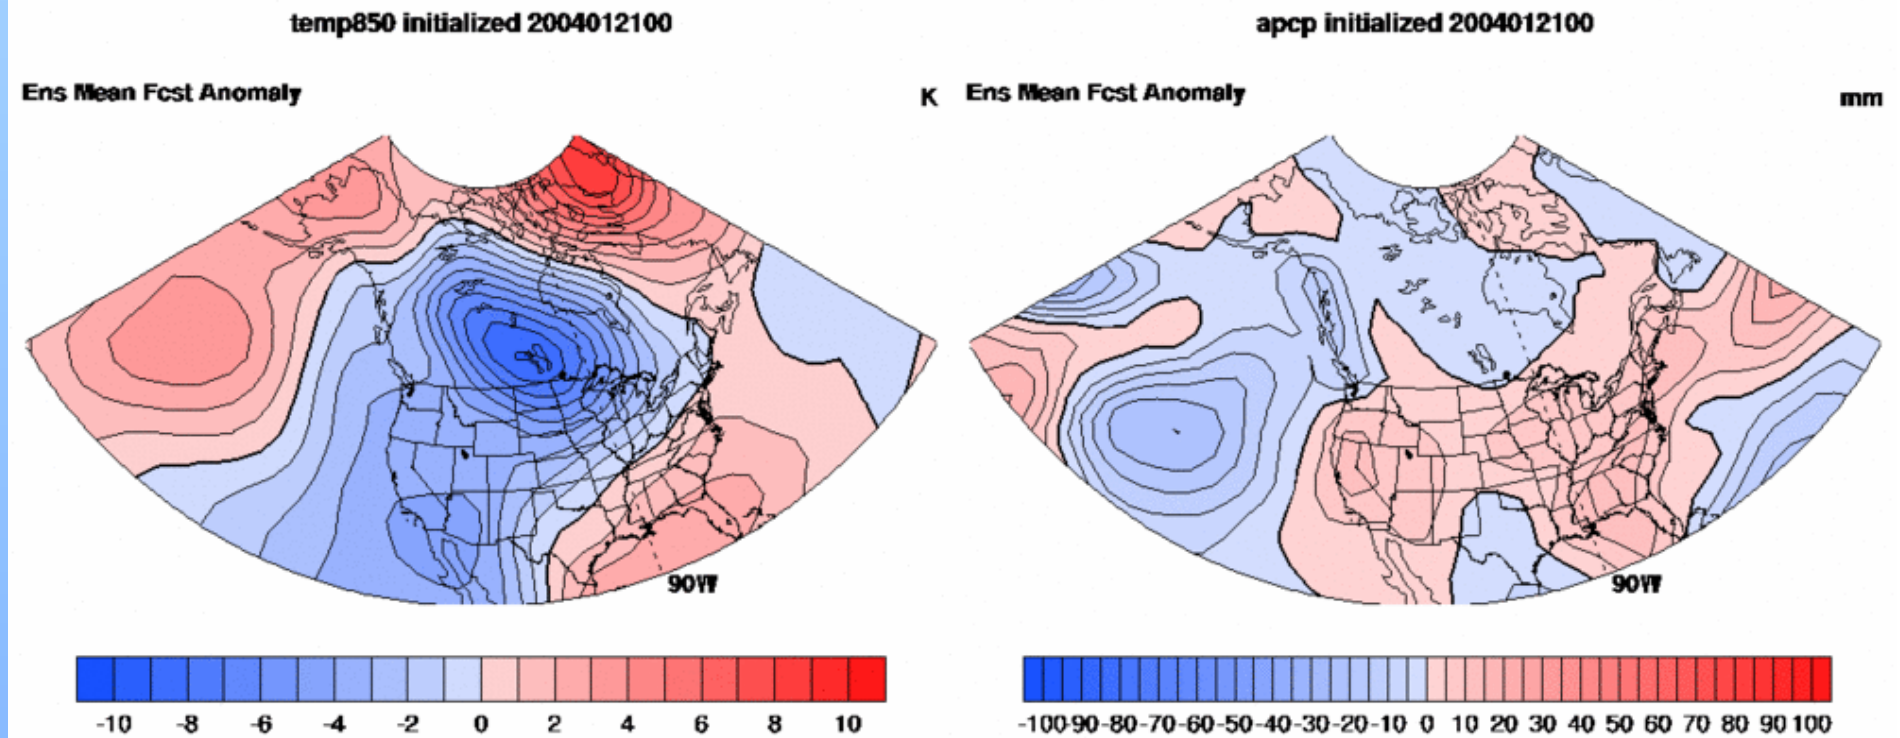 temp850 initialized 2004012100
Ens Mean Fcst Anomaly K
90W
-10 -8 -6 -4 -2 0 2 4 6 8 10
apcp initialized 2004012100
Ens Mean Fcst Anomaly mm
90W
-100-90-80-70-60-50-40-30-20-10 0 10 20 30 40 50 60 70 80 90 100